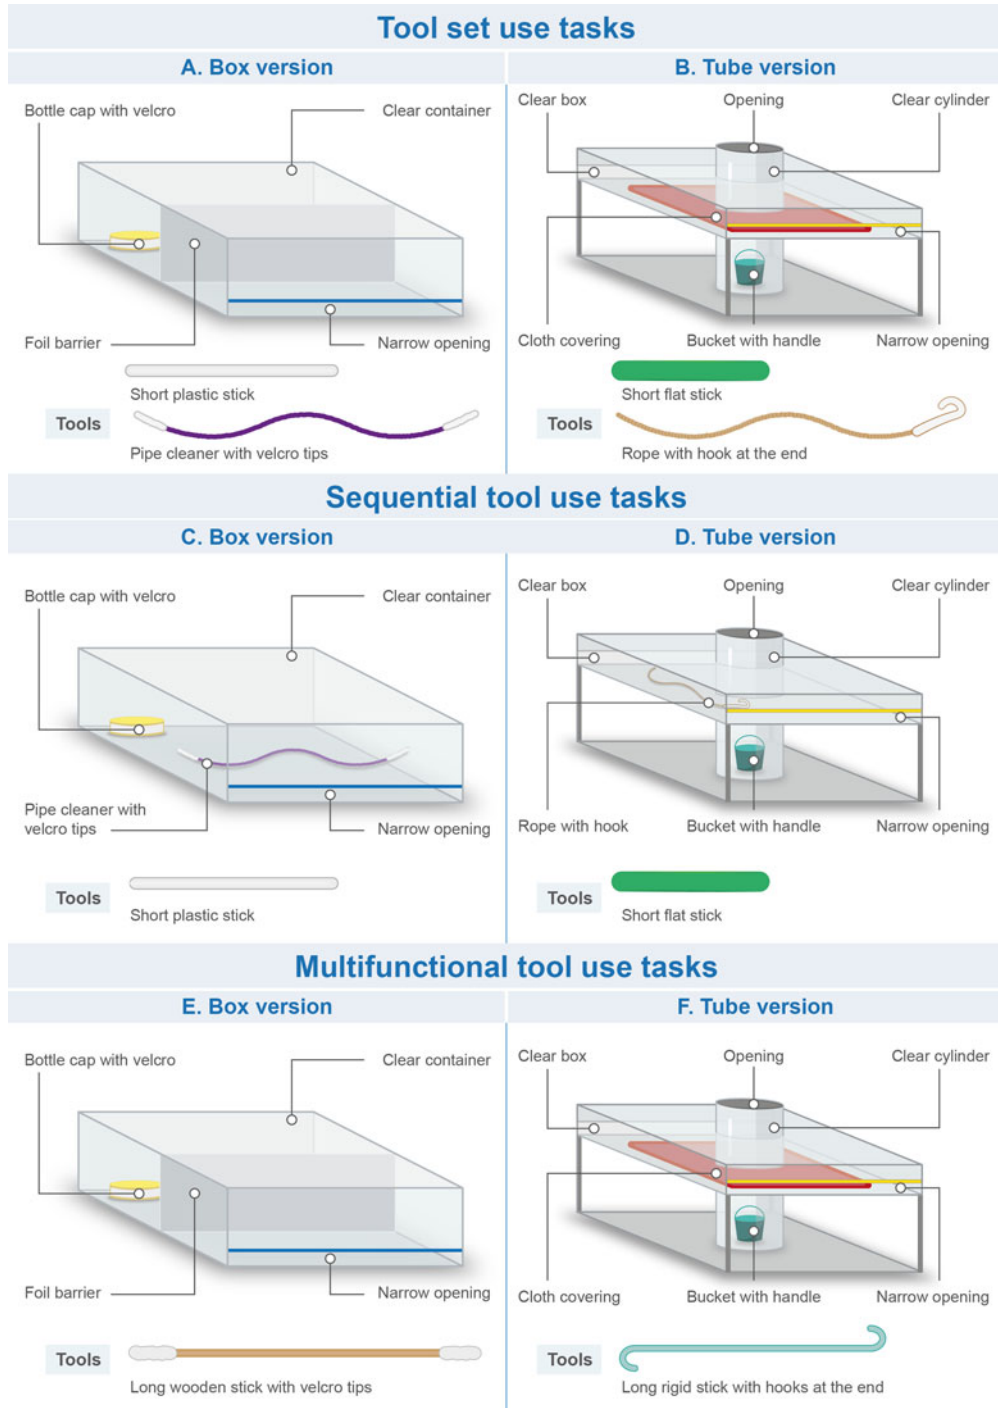 Tool set use tasks
A. Box version
Bottle cap with velcro
Clear container
Foil barrier
Narrow opening
Short plastic stick
Tools
Pipe cleaner with velcro tips
B. Tube version
Clear box
Opening
Clear cylinder
Cloth covering
Bucket with handle
Narrow opening
Short flat stick
Tools
Rope with hook at the end
Sequential tool use tasks
C. Box version
Bottle cap with velcro
Clear container
Pipe cleaner with
velcro tips
Narrow opening
Tools
Short plastic stick
D. Tube version
Clear box
Opening
Clear cylinder
Rope with hook
Bucket with handle
Narrow opening
Tools
Short flat stick
Multifunctional tool use tasks
E. Box version
Bottle cap with velcro
Clear container
Foil barrier
Narrow opening
Tools
Long wooden stick with velcro tips
F. Tube version
Clear box
Opening
Clear cylinder
Cloth covering
Bucket with handle
Narrow opening
Tools
Long rigid stick with hooks at the end